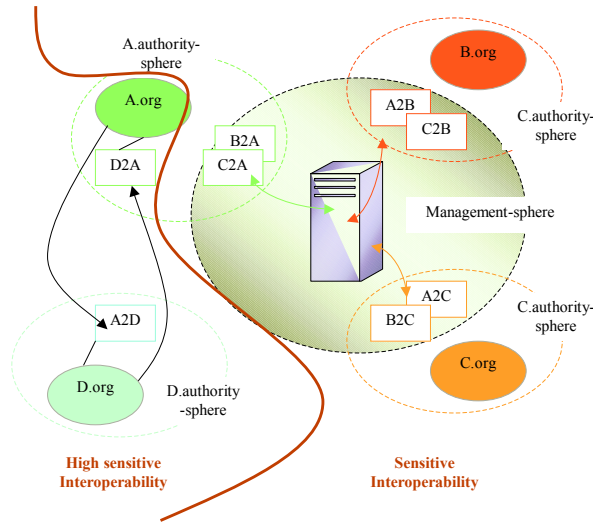 A.authority-
sphere
A.org
B2A
C2A
D2A
B.org
A2B
C2B
C.authority-
sphere
Management-sphere
A2C
B2C
C.authority-
sphere
C.org
A2D
D.org
D.authority
-sphere
High sensitive
Interoperability
Sensitive
Interoperability